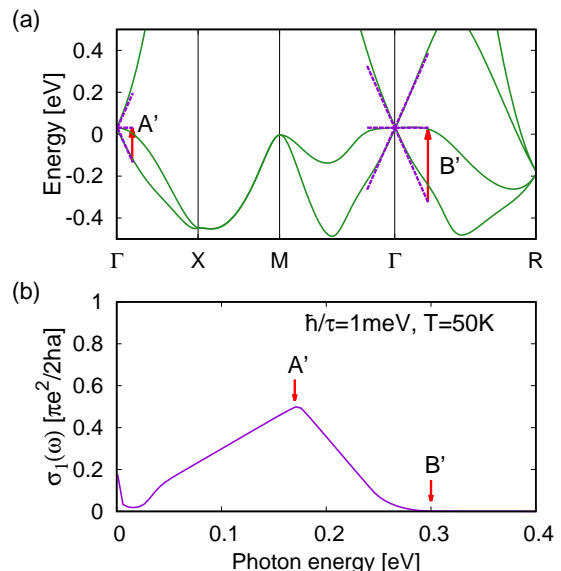 (a)
0.4
0.2
0
-0.2
-0.4
Energy [eV]
A’
B’
Γ X M Γ R
(b)
1
0.8
0.6
0.4
0.2
0
σ1(ω) [πe²/2ha]
ħ/τ=1meV, T=50K
A’
B’
0 0.1 0.2 0.3 0.4
Photon energy [eV]